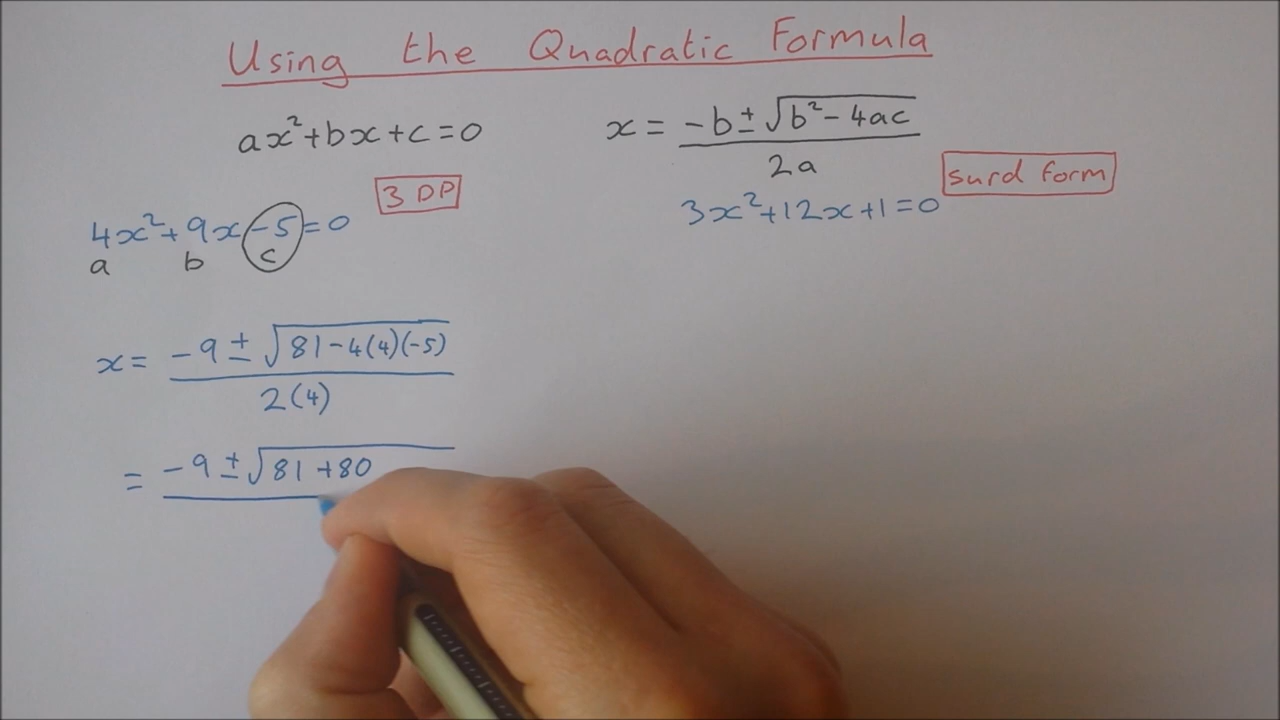 Using the Quadratic Formula
ax²+bx+c=0
x = -b±√(b²-4ac) / 2a
3 DP
surd form
4x²+9x-5=0
a b c
3x²+12x+1=0
x = -9±√(81-4(4)(-5)) / 2(4)
= -9±√(81+80)